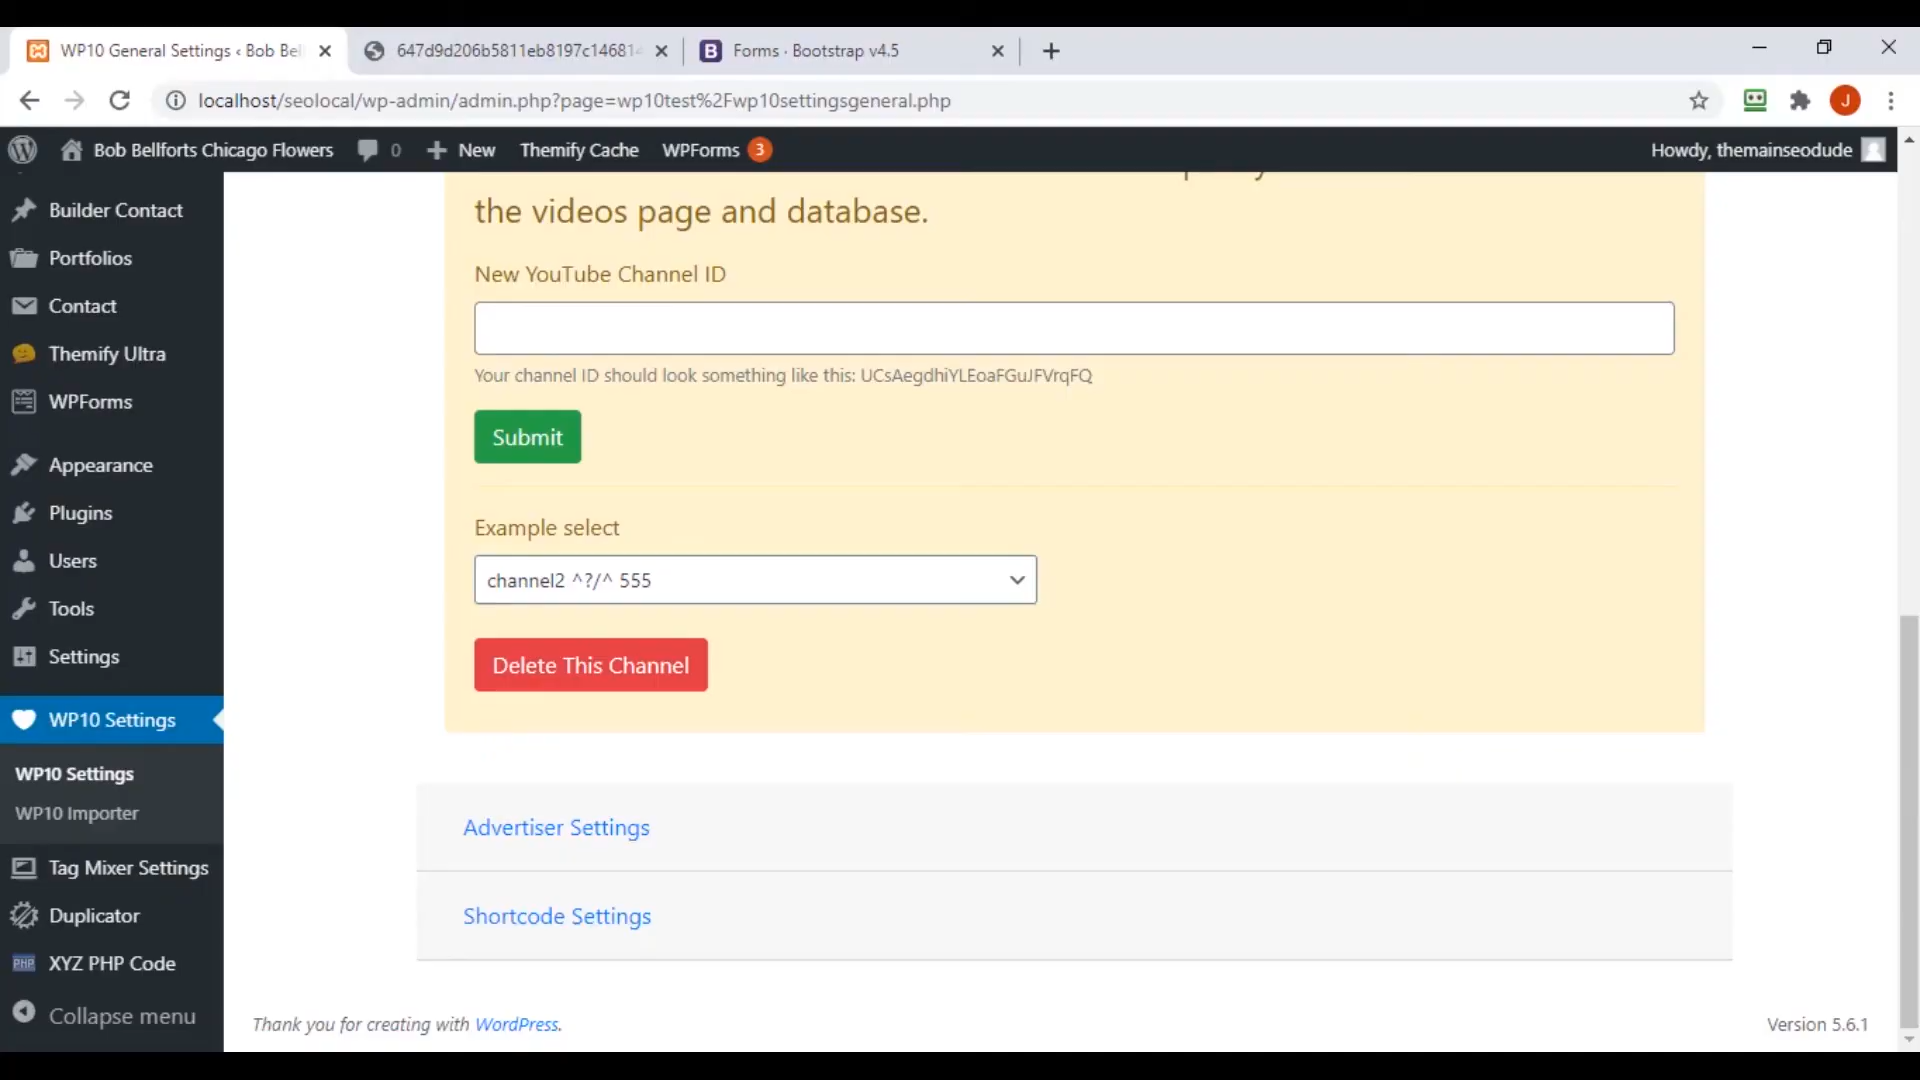 WP10 General Settings ‹ Bob Bel
647d9d206b5811eb8197c14681
Forms · Bootstrap v4.5
localhost/seolocal/wp-admin/admin.php?page=wp10test%2Fwp10settingsgeneral.php
J
Bob Bellforts Chicago Flowers
0
New
Themify Cache
WPForms 3
Howdy, themainseodude
Builder Contact
Portfolios
Contact
Themify Ultra
WPForms
Appearance
Plugins
Users
Tools
Settings
WP10 Settings
WP10 Settings
WP10 Importer
Tag Mixer Settings
Duplicator
PHP XYZ PHP Code
Collapse menu
the videos page and database.
New YouTube Channel ID
Your channel ID should look something like this: UCsAegdhiYLEoaFGuJFVrqFQ
Submit
Example select
channel2 ^?/^ 555
Delete This Channel
Advertiser Settings
Shortcode Settings
Thank you for creating with WordPress.
Version 5.6.1